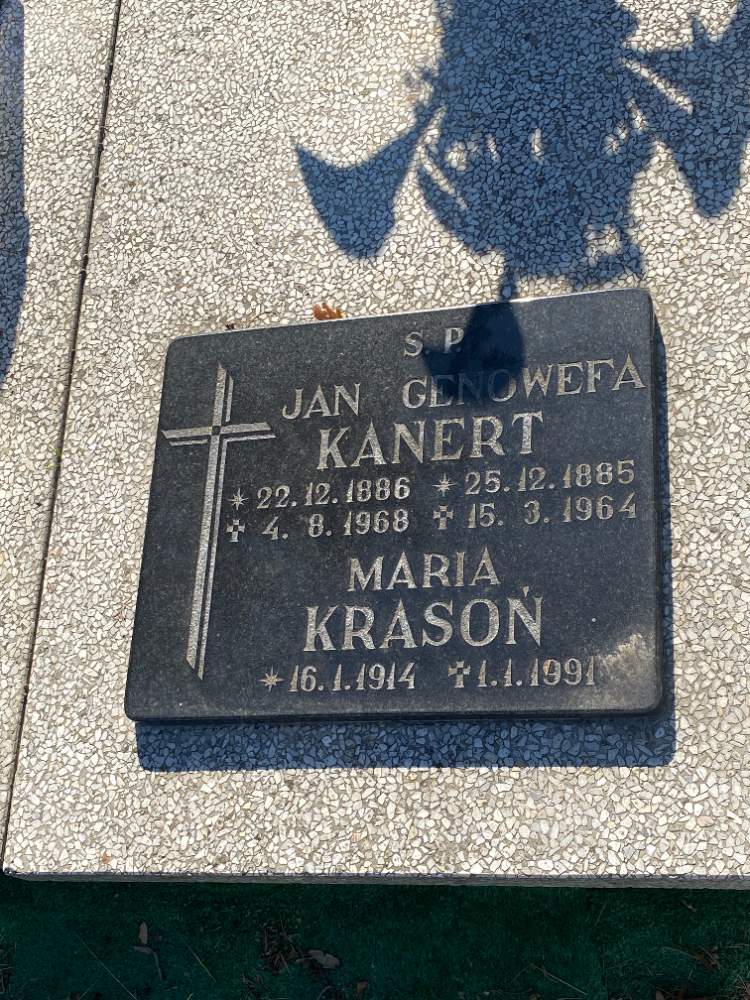 S. P.
JAN GENOWEFA
KANERT
* 22.12.1886 * 25.12.1885
✝ 4. 8. 1968 ✝ 15. 3. 1964
MARIA
KRASOŃ
* 16.1.1914 ✝ 1.1.1991